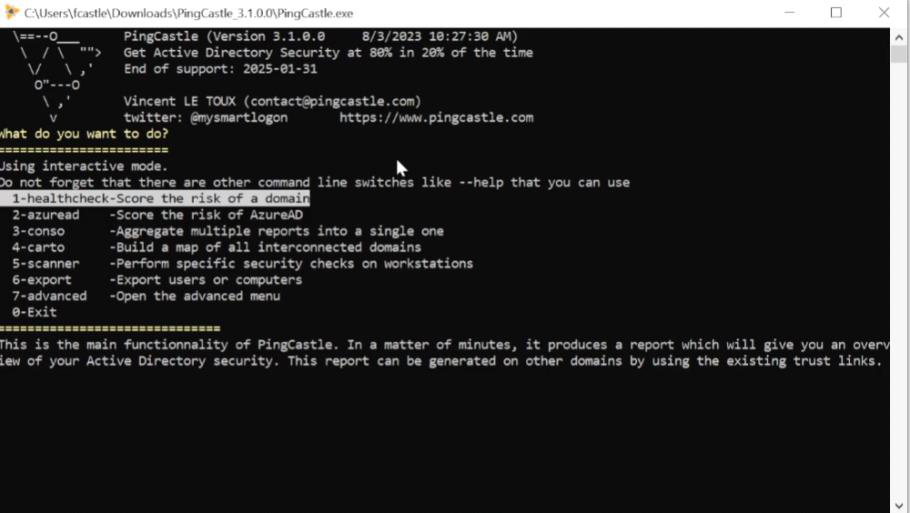 C:\Users\fcastle\Downloads\PingCastle_3.1.0.0\PingCastle.exe
\==--O___ PingCastle (Version 3.1.0.0 8/3/2023 10:27:30 AM)
\ / \ ""> Get Active Directory Security at 80% in 20% of the time
\/ \ ,' End of support: 2025-01-31
O"---O
\ ,' Vincent LE TOUX (contact@pingcastle.com)
v twitter: @mysmartlogon https://www.pingcastle.com
What do you want to do?
=======================
Using interactive mode.
Do not forget that there are other command line switches like --help that you can use
1-healthcheck-Score the risk of a domain
2-azuread -Score the risk of AzureAD
3-conso -Aggregate multiple reports into a single one
4-carto -Build a map of all interconnected domains
5-scanner -Perform specific security checks on workstations
6-export -Export users or computers
7-advanced -Open the advanced menu
0-Exit
==============================
This is the main functionnality of PingCastle. In a matter of minutes, it produces a report which will give you an overv
iew of your Active Directory security. This report can be generated on other domains by using the existing trust links.